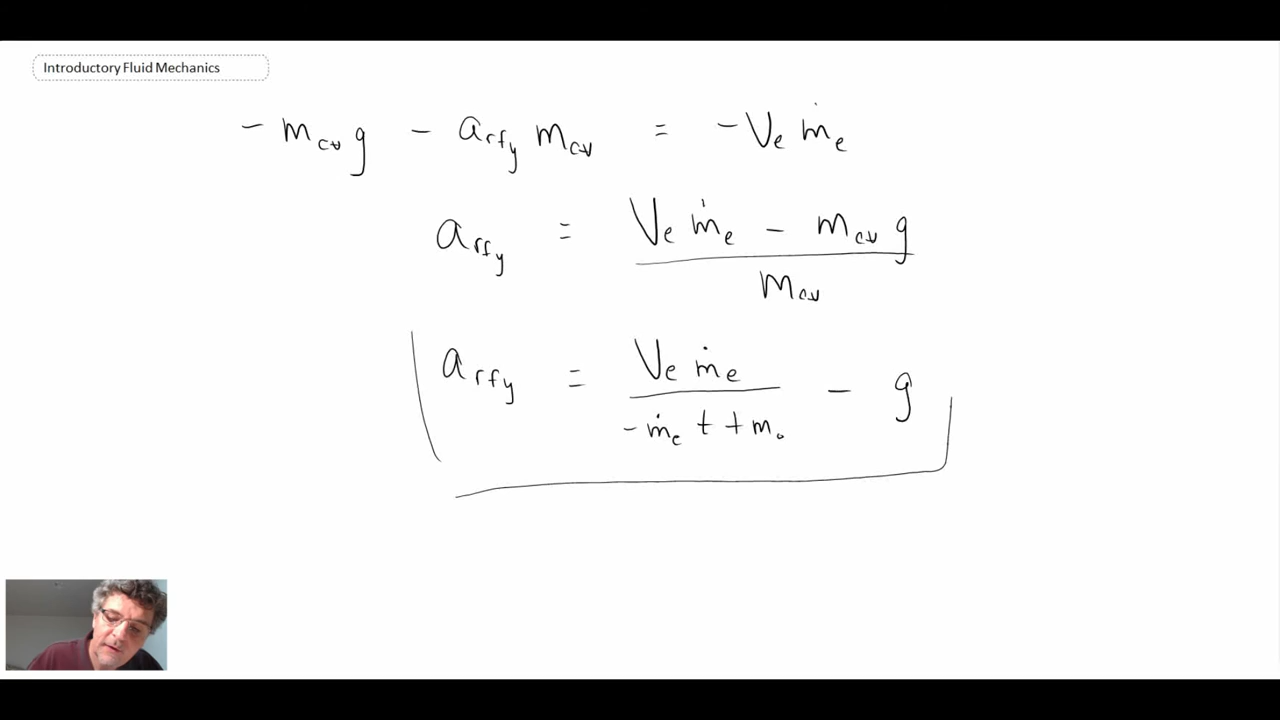 Introductory Fluid Mechanics
- m_cv g - a_rfy m_cv = - V_e ṁ_e
a_rfy = (V_e ṁ_e - m_cv g) / m_cv
a_rfy = (V_e ṁ_e) / (- ṁ_e t + m_o) - g